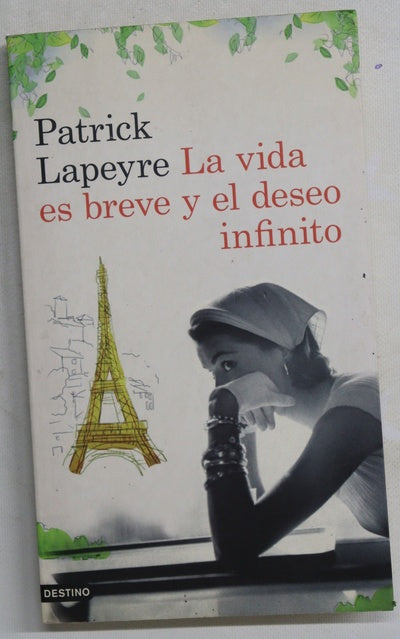 Patrick
Lapeyre La vida
es breve y el deseo
infinito
DESTINO